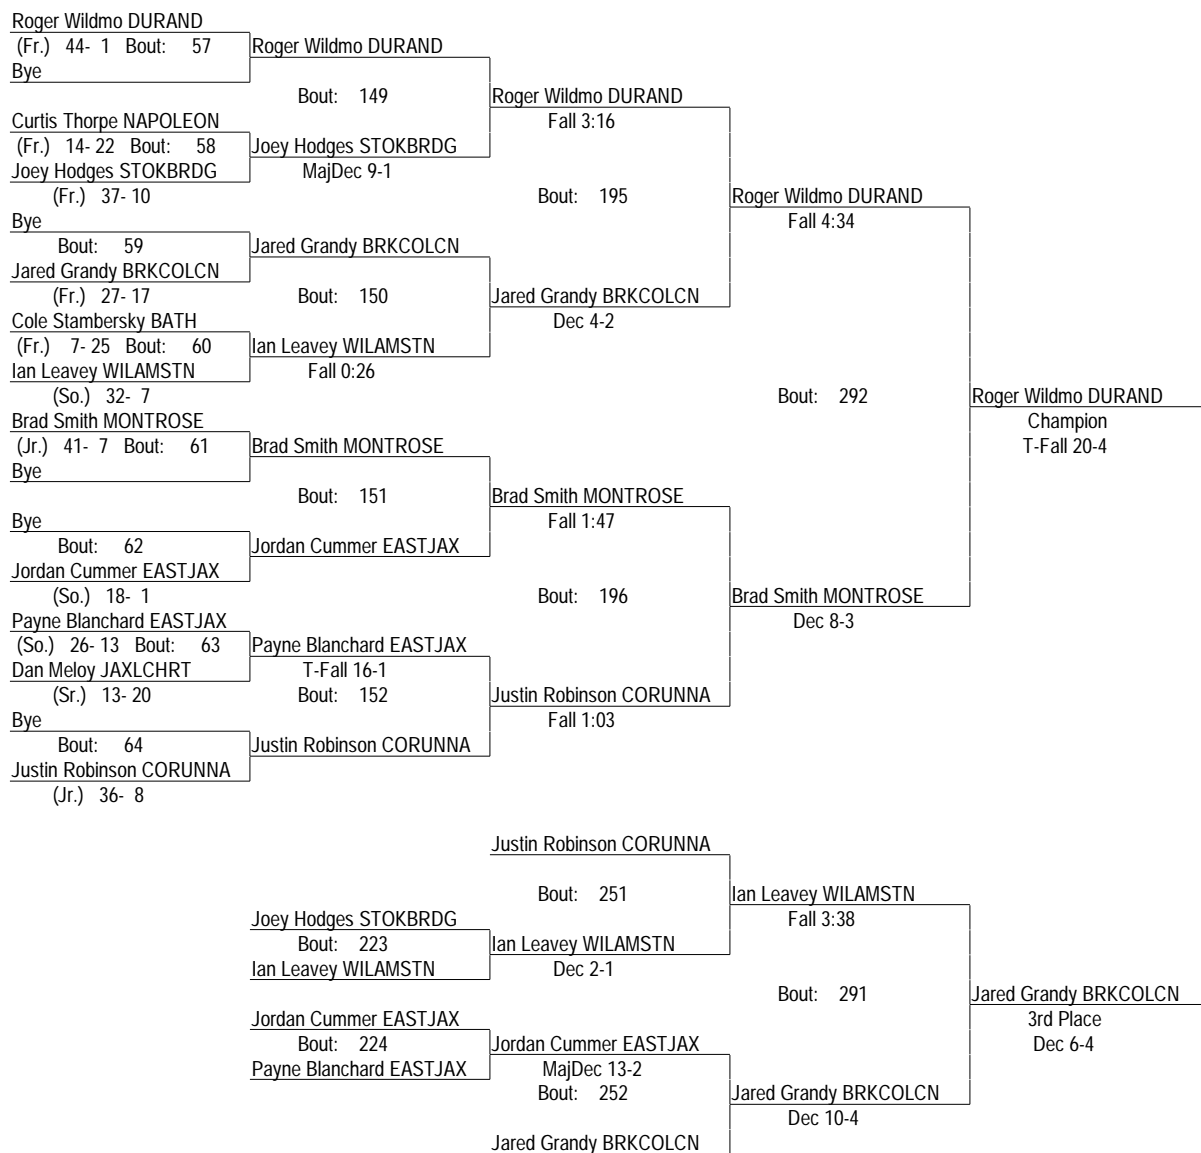 Roger Wildmo DURAND
(Fr.) 44- 1 Bout: 57 Roger Wildmo DURAND
Bye
Bout: 149 Roger Wildmo DURAND
Curtis Thorpe NAPOLEON Fall 3:16
(Fr.) 14- 22 Bout: 58 Joey Hodges STOKBRDG
Joey Hodges STOKBRDG MajDec 9-1
(Fr.) 37- 10 Bout: 195 Roger Wildmo DURAND
Bye Fall 4:34
Bout: 59 Jared Grandy BRKCOLCN
Jared Grandy BRKCOLCN
(Fr.) 27- 17 Bout: 150 Jared Grandy BRKCOLCN
Cole Stambersky BATH Dec 4-2
(Fr.) 7- 25 Bout: 60 Ian Leavey WILAMSTN
Ian Leavey WILAMSTN Fall 0:26
(So.) 32- 7 Bout: 292 Roger Wildmo DURAND
Brad Smith MONTROSE Champion
(Jr.) 41- 7 Bout: 61 Brad Smith MONTROSE T-Fall 20-4
Bye
Bout: 151 Brad Smith MONTROSE
Bye Fall 1:47
Bout: 62 Jordan Cummer EASTJAX
Jordan Cummer EASTJAX
(So.) 18- 1 Bout: 196 Brad Smith MONTROSE
Payne Blanchard EASTJAX Dec 8-3
(So.) 26- 13 Bout: 63 Payne Blanchard EASTJAX
Dan Meloy JAXLCHRT T-Fall 16-1
(Sr.) 13- 20 Bout: 152 Justin Robinson CORUNNA
Bye Fall 1:03
Bout: 64 Justin Robinson CORUNNA
Justin Robinson CORUNNA
(Jr.) 36- 8
Justin Robinson CORUNNA
Bout: 251 Ian Leavey WILAMSTN
Joey Hodges STOKBRDG Fall 3:38
Bout: 223 Ian Leavey WILAMSTN
Ian Leavey WILAMSTN Dec 2-1
Bout: 291 Jared Grandy BRKCOLCN
Jordan Cummer EASTJAX 3rd Place
Bout: 224 Jordan Cummer EASTJAX Dec 6-4
Payne Blanchard EASTJAX MajDec 13-2
Bout: 252 Jared Grandy BRKCOLCN
Dec 10-4
Jared Grandy BRKCOLCN